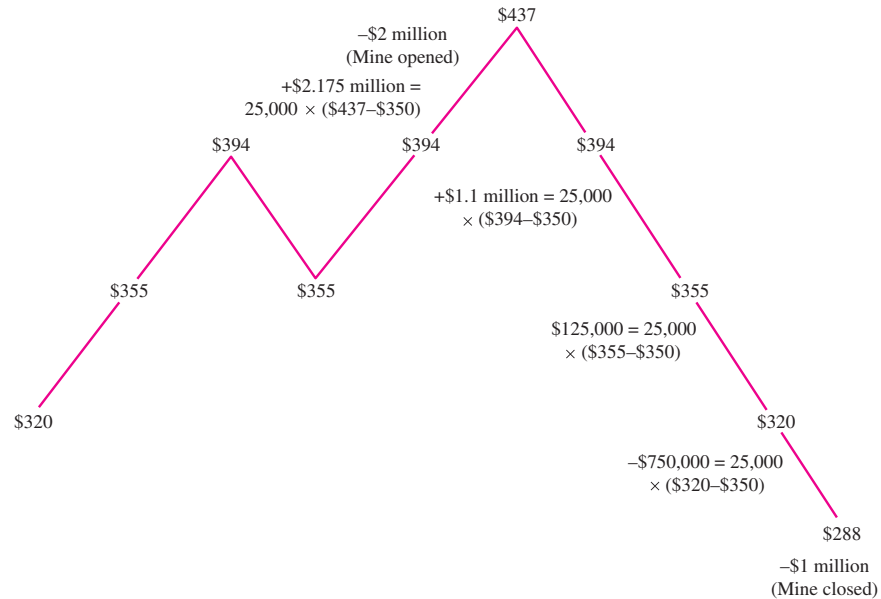 $437
–$2 million
(Mine opened)
+$2.175 million =
25,000 × ($437–$350)
$394
$394
$394
+$1.1 million = 25,000
× ($394–$350)
$355
$355
$355
$125,000 = 25,000
× ($355–$350)
$320
$320
–$750,000 = 25,000
× ($320–$350)
$288
–$1 million
(Mine closed)